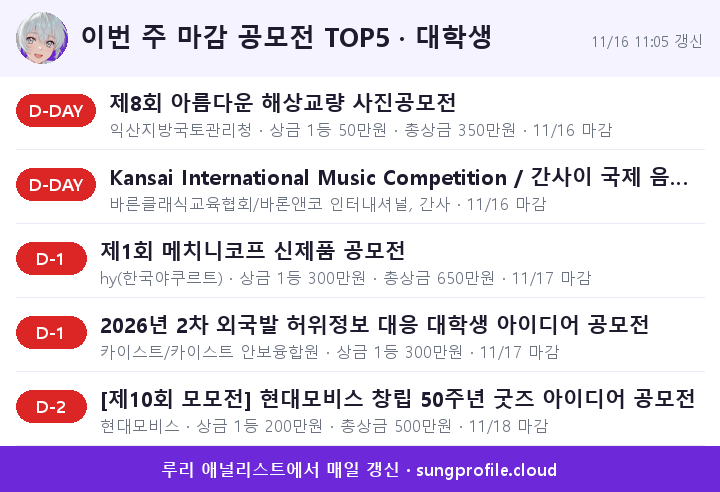 이번 주 마감 공모전 TOP5 · 대학생
11/16 11:05 갱신
D-DAY
제8회 아름다운 해상교량 사진공모전
익산지방국토관리청 · 상금 1등 50만원 · 총상금 350만원 · 11/16 마감
D-DAY
Kansai International Music Competition / 간사이 국제 음...
바른클래식교육협회/바론앤코 인터내셔널, 간사 · 11/16 마감
D-1
제1회 메치니코프 신제품 공모전
hy(한국야쿠르트) · 상금 1등 300만원 · 총상금 650만원 · 11/17 마감
D-1
2026년 2차 외국발 허위정보 대응 대학생 아이디어 공모전
카이스트/카이스트 안보융합원 · 상금 1등 300만원 · 11/17 마감
D-2
[제10회 모모전] 현대모비스 창립 50주년 굿즈 아이디어 공모전
현대모비스 · 상금 1등 200만원 · 총상금 500만원 · 11/18 마감
루리 애널리스트에서 매일 갱신 · sungprofile.cloud